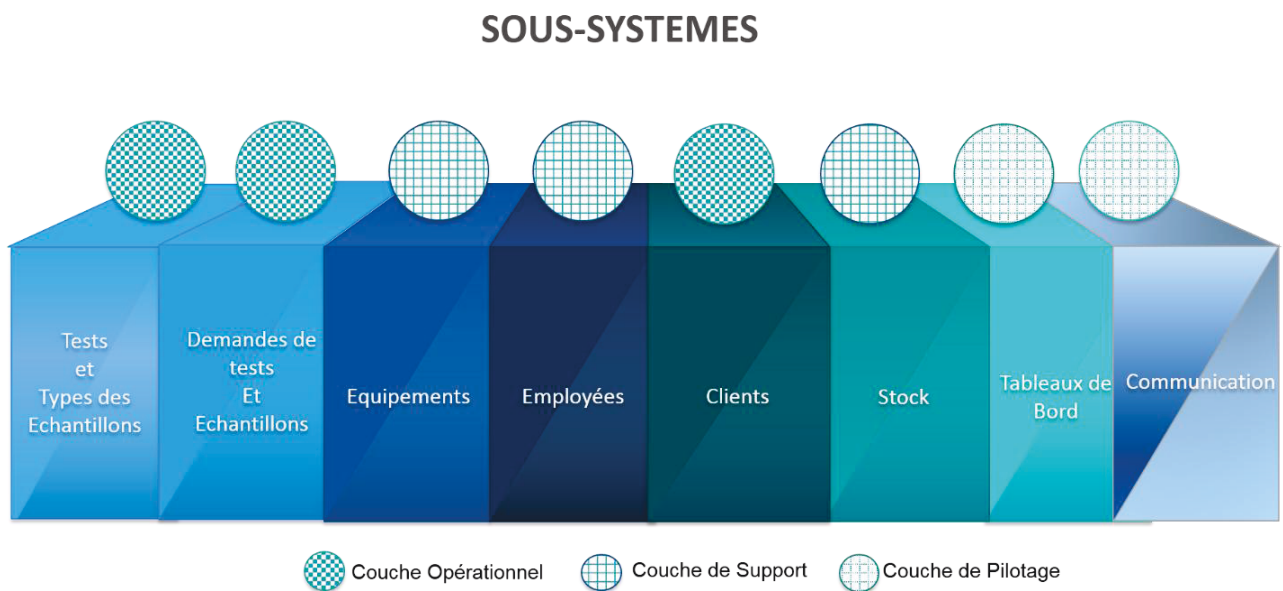 SOUS-SYSTEMES
Tests
et
Types des
Echantillons
Demandes de
tests
Et
Echantillons
Equipements
Employées
Clients
Stock
Tableaux de
Bord
Communication
Couche Opérationnel
Couche de Support
Couche de Pilotage